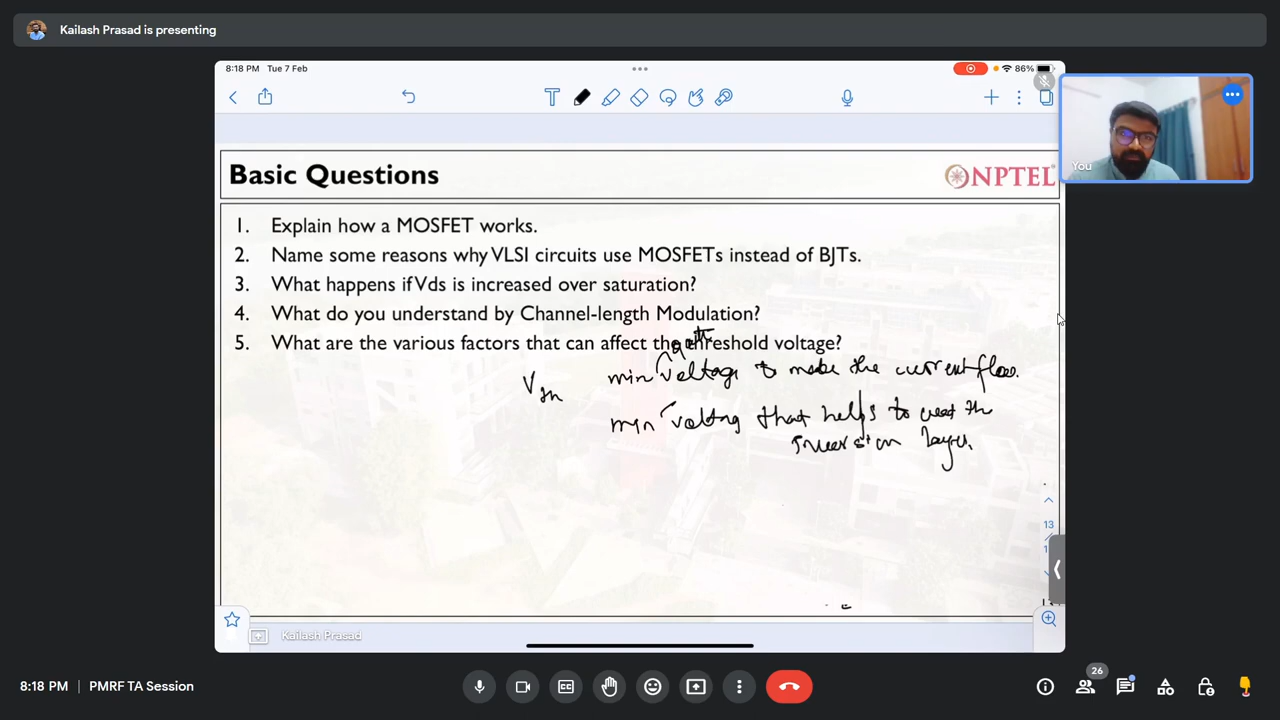 Kailash Prasad is presenting
8:18 PM Tue 7 Feb
86%
You
Basic Questions
NPTEL
1. Explain how a MOSFET works.
2. Name some reasons why VLSI circuits use MOSFETs instead of BJTs.
3. What happens if Vds is increased over saturation?
4. What do you understand by Channel-length Modulation?
5. What are the various factors that can affect the threshold voltage?
Vth min voltage to make the current flow.
min voltage that helps to the
layer.
13
13
Kailash Prasad
26
8:18 PM | PMRF TA Session